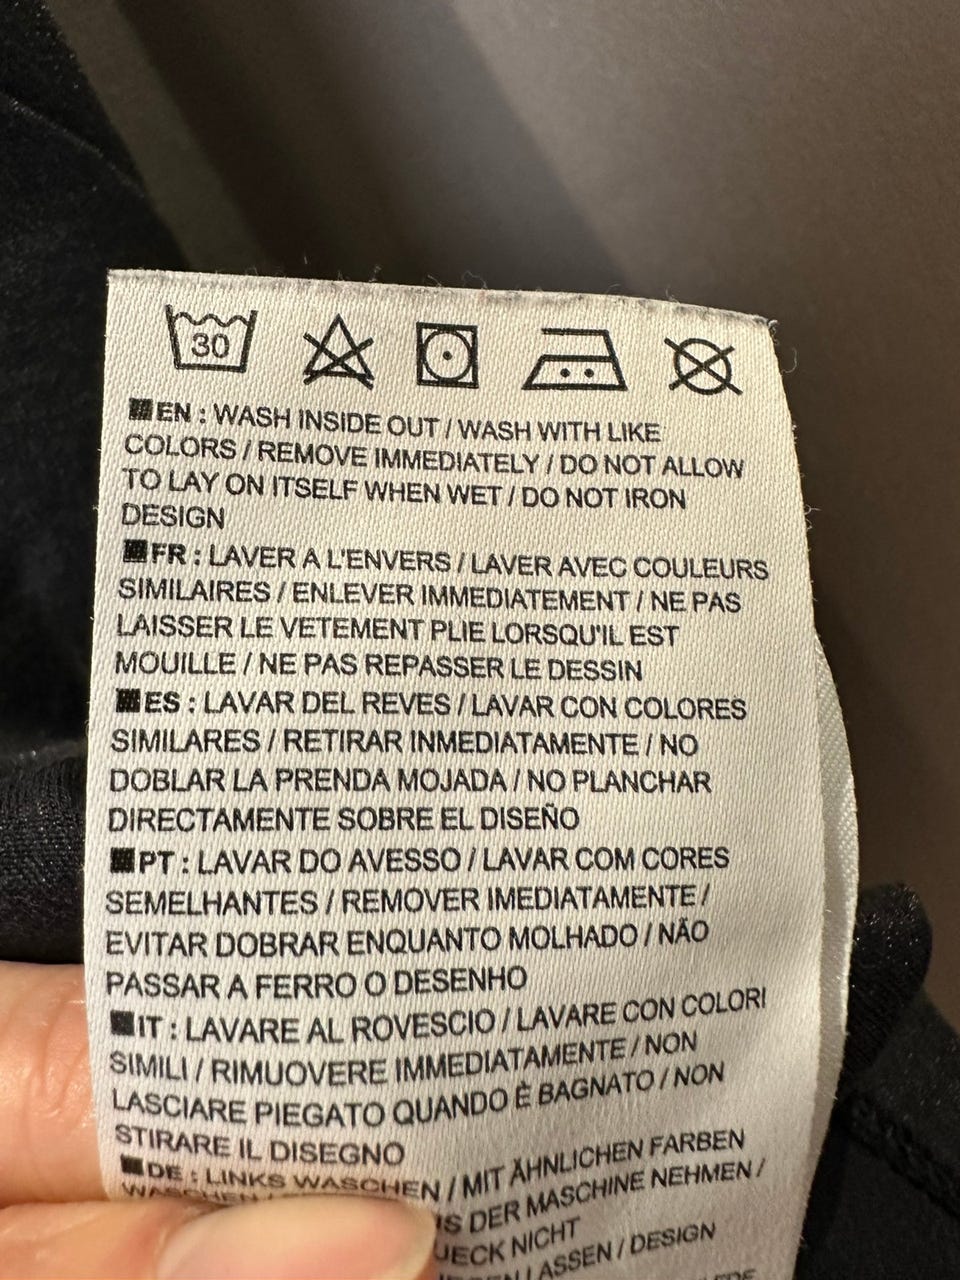 30
EN : WASH INSIDE OUT / WASH WITH LIKE
COLORS / REMOVE IMMEDIATELY / DO NOT ALLOW
TO LAY ON ITSELF WHEN WET / DO NOT IRON
DESIGN
FR : LAVER A L'ENVERS / LAVER AVEC COULEURS
SIMILAIRES / ENLEVER IMMEDIATEMENT / NE PAS
LAISSER LE VETEMENT PLIE LORSQU'IL EST
MOUILLE / NE PAS REPASSER LE DESSIN
ES : LAVAR DEL REVES / LAVAR CON COLORES
SIMILARES / RETIRAR INMEDIATAMENTE / NO
DOBLAR LA PRENDA MOJADA / NO PLANCHAR
DIRECTAMENTE SOBRE EL DISEÑO
PT : LAVAR DO AVESSO / LAVAR COM CORES
SEMELHANTES / REMOVER IMEDIATAMENTE /
EVITAR DOBRAR ENQUANTO MOLHADO / NÃO
PASSAR A FERRO O DESENHO
IT : LAVARE AL ROVESCIO / LAVARE CON COLORI
SIMILI / RIMUOVERE IMMEDIATAMENTE / NON
LASCIARE PIEGATO QUANDO È BAGNATO / NON
STIRARE IL DISEGNO
DE : LINKS WASCHEN / MIT ÄHNLICHEN FARBEN
WASCHEN / DER MASCHINE NEHMEN /
NICHT
LASSEN / DESIGN